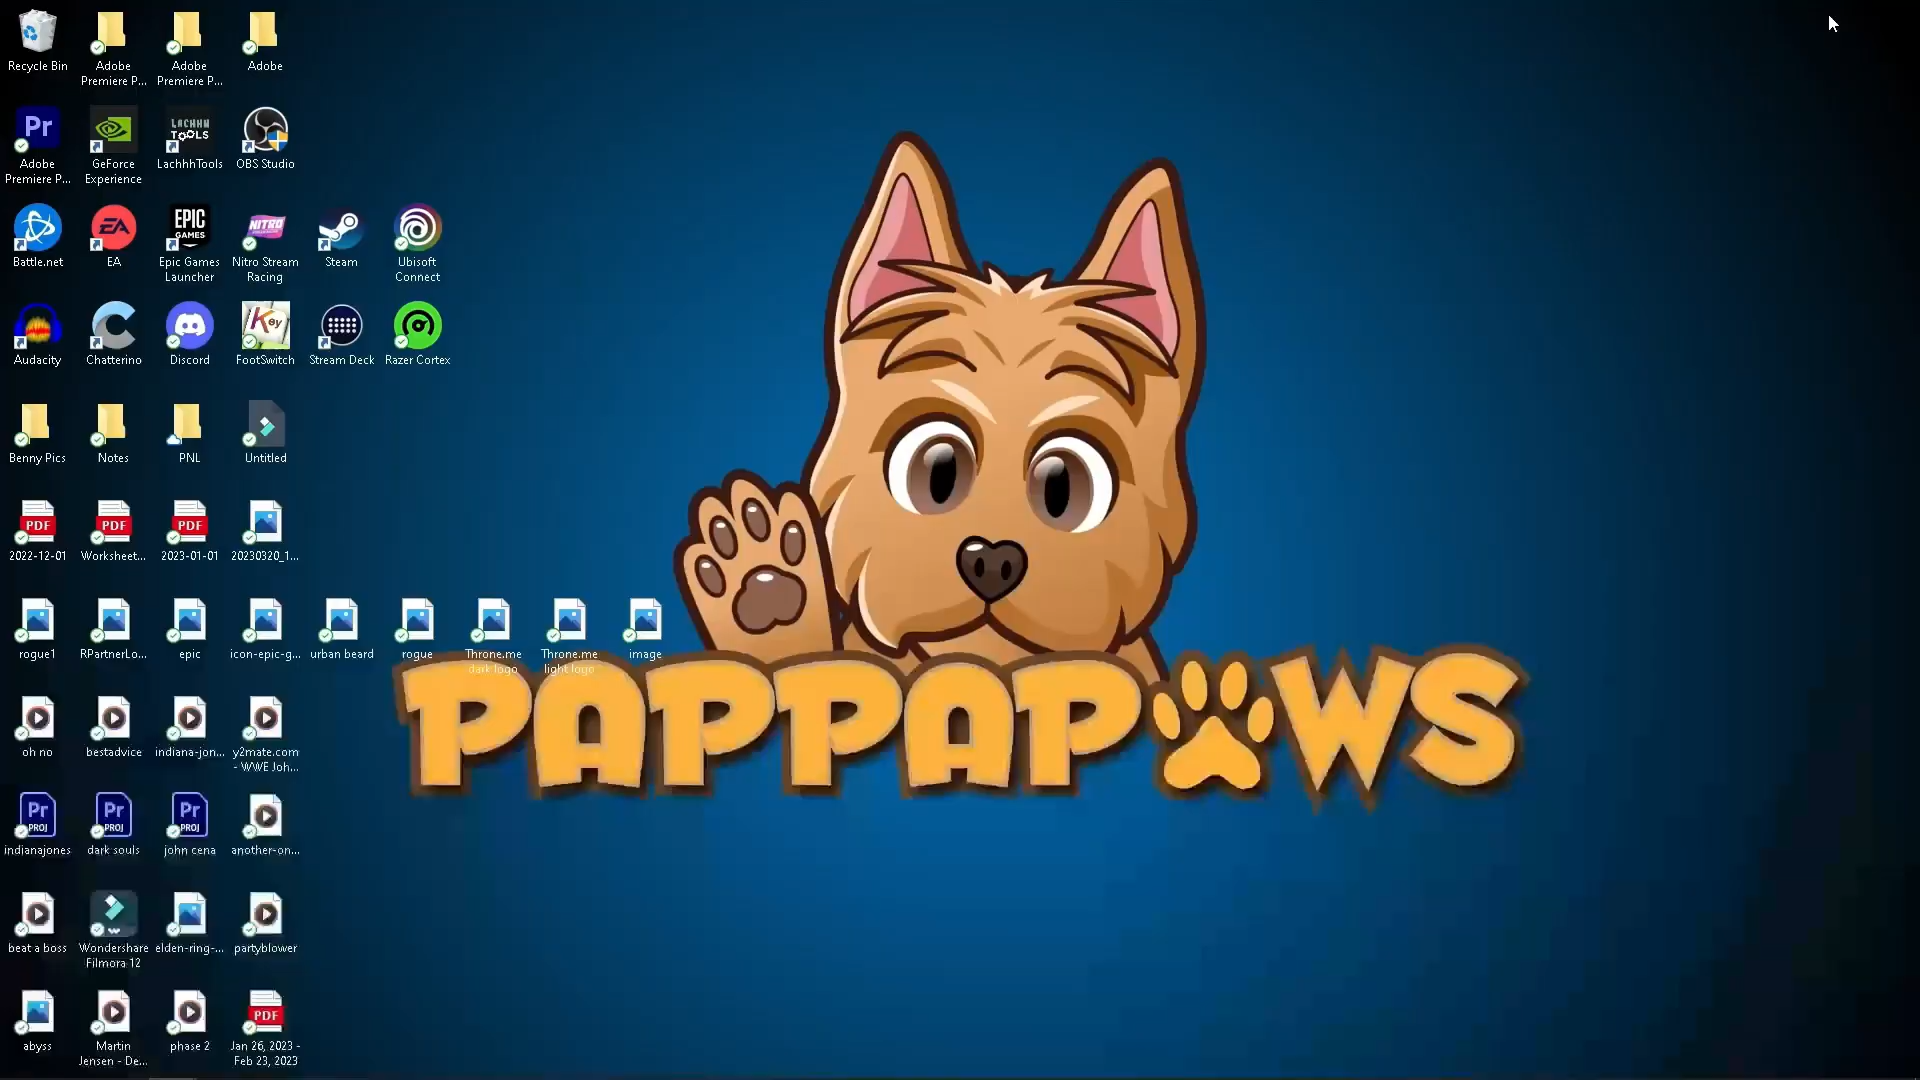 Recycle Bin
Adobe
Premiere P...
Adobe
Premiere P...
Adobe
Pr
Adobe
Premiere P...
GeForce
Experience
LACHHH
TOOLS
LachhhTools
OBS Studio
Battle.net
EA
EA
EPIC
GAMES
Epic Games
Launcher
NITRO
Nitro Stream
Racing
Steam
Ubisoft
Connect
Audacity
Chatterino
Discord
Key
FootSwitch
Stream Deck
Razer Cortex
Benny Pics
Notes
PNL
Untitled
PDF
2022-12-01
PDF
Worksheet...
PDF
2023-01-01
20230320_1...
rogue1
RPartnerLo...
epic
icon-epic-g...
urban beard
rogue
Throne.me
dark logo
Throne.me
light logo
image
PAPPAPAWS
oh no
bestadvice
indiana-jon...
y2mate.com
- WWE Joh...
Pr
PROJ
indianajones
Pr
PROJ
dark souls
Pr
PROJ
john cena
another-on...
beat a boss
Wondershare
Filmora 12
elden-ring-...
partyblower
abyss
Martin
Jensen - De...
phase 2
PDF
Jan 26, 2023 -
Feb 23, 2023